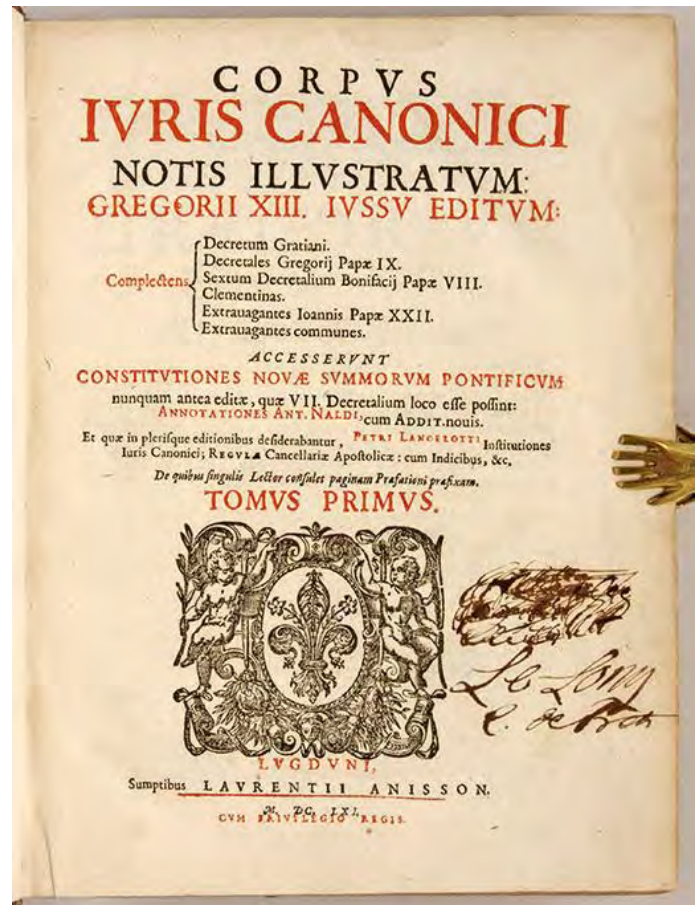 CORPVS
IVRIS CANONICI
NOTIS ILLVSTRATVM:
GREGORII XIII. IVSSV EDITVM:
Complectens
Decretum Gratiani.
Decretales Gregorij Papæ IX.
Sextum Decretalium Bonifacij Papæ VIII.
Clementinas.
Extrauagantes Ioannis Papæ XXII.
Extrauagantes communes.
ACCESSERVNT
CONSTITVTIONES NOVÆ SVMMORVM PONTIFICVM
nunquam antea editæ, quæ VII. Decretalium loco esse possint:
ANNOTATIONES ANT. NALDI, cum ADDIT. nouis.
Et quæ in plerisque editionibus desiderabantur, PETRI LANCELOTTI Institutiones
Iuris Canonici; REGVLÆ Cancellariæ Apostolicæ: cum Indicibus, &c.
De quibus singulis Lector consulet paginam Præfationi præfixam.
TOMVS PRIMVS.
Le Long
LVGDVNI,
Sumptibus LAVRENTII ANISSON.
M. DC. LXI.
CVM PRIVILEGIO REGIS.